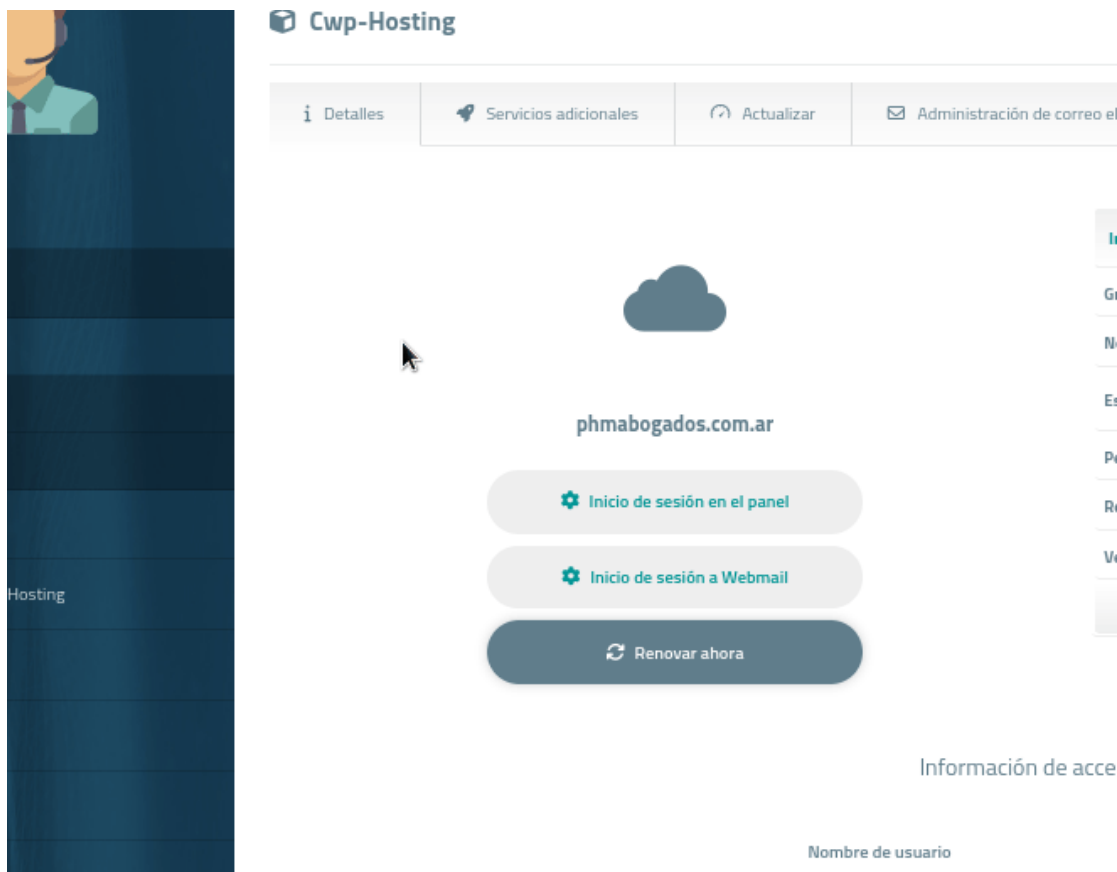 Cwp-Hosting
Detalles
Servicios adicionales
Actualizar
Administración de correo el
phmabogados.com.ar
Inicio de sesión en el panel
Inicio de sesión a Webmail
Hosting
Renovar ahora
Información de acce
Nombre de usuario